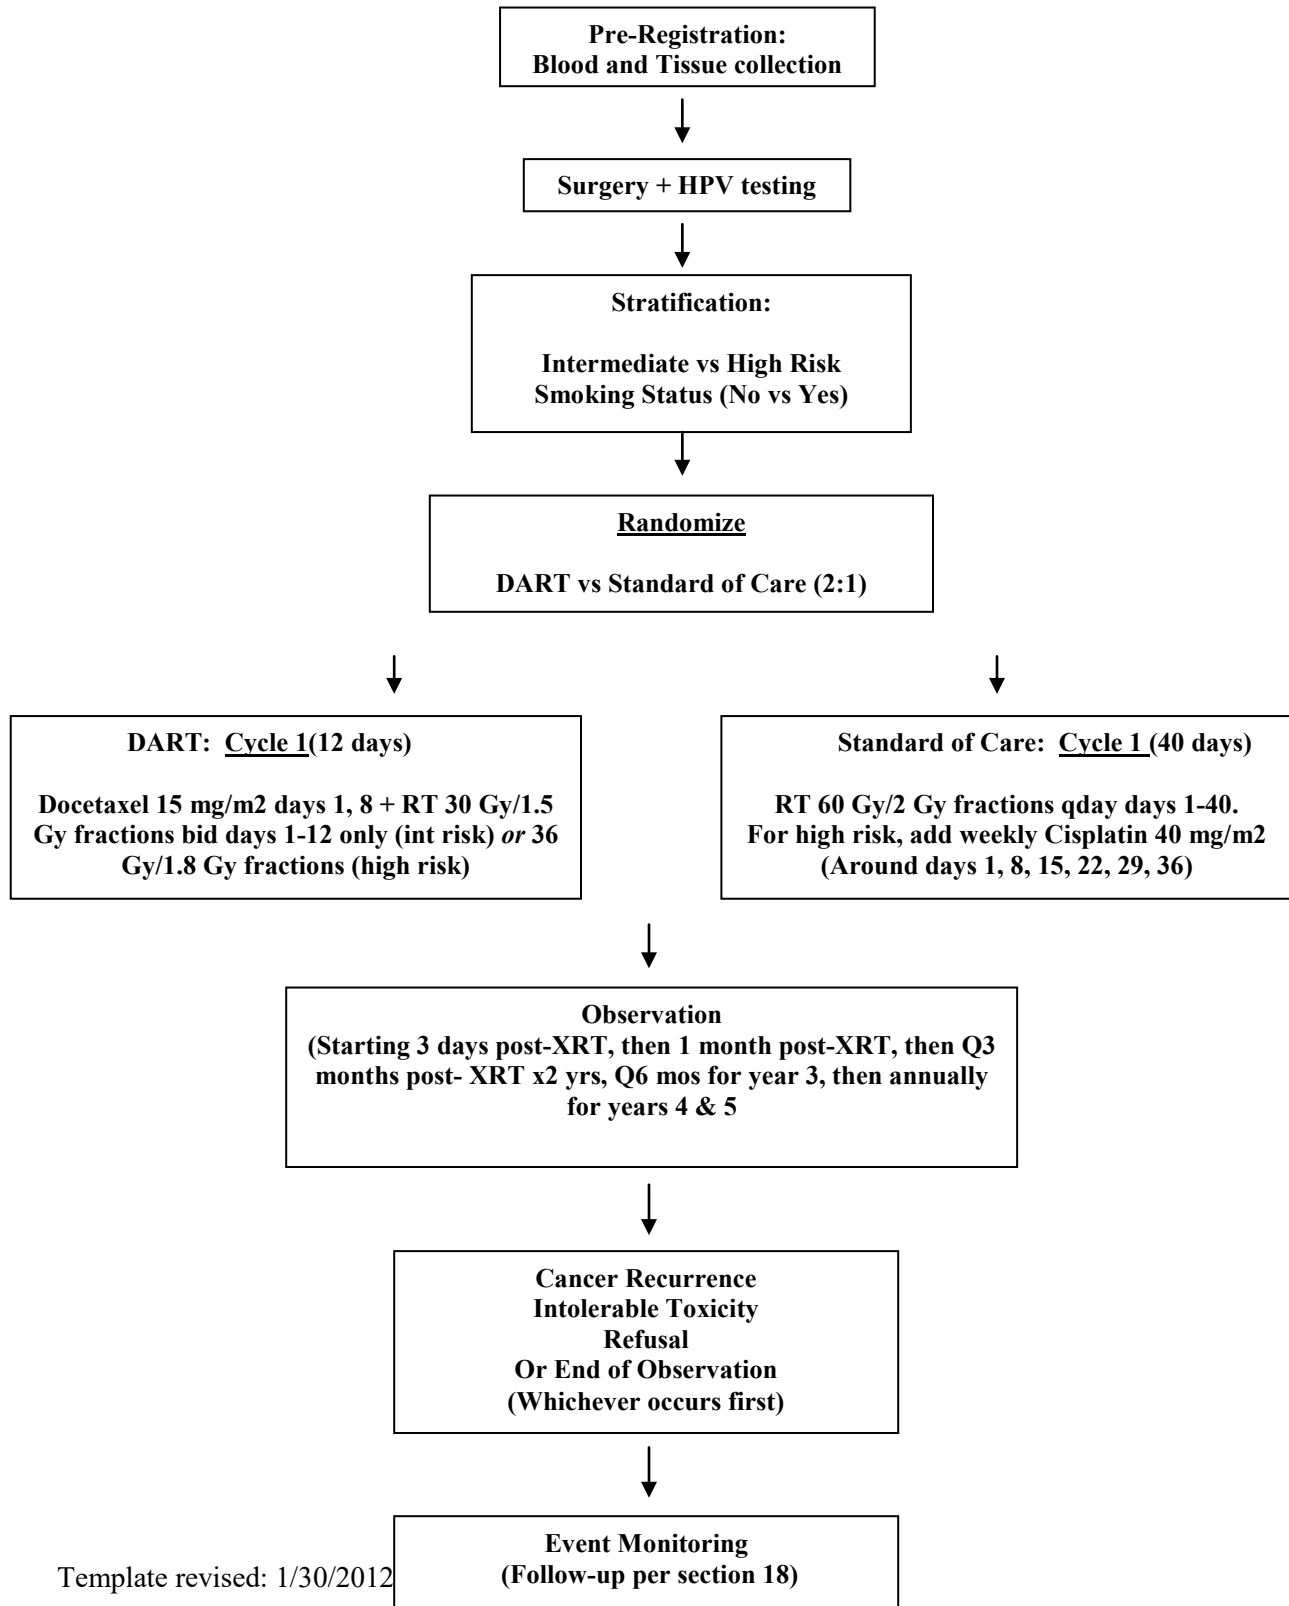 Pre-Registration:
Blood and Tissue collection
Surgery + HPV testing
Stratification:
Intermediate vs High Risk
Smoking Status (No vs Yes)
Randomize
DART vs Standard of Care (2:1)
DART: Cycle 1(12 days)
Docetaxel 15 mg/m2 days 1, 8 + RT 30 Gy/1.5
Gy fractions bid days 1-12 only (int risk) or 36
Gy/1.8 Gy fractions (high risk)
Standard of Care: Cycle 1 (40 days)
RT 60 Gy/2 Gy fractions qday days 1-40.
For high risk, add weekly Cisplatin 40 mg/m2
(Around days 1, 8, 15, 22, 29, 36)
Observation
(Starting 3 days post-XRT, then 1 month post-XRT, then Q3
months post- XRT x2 yrs, Q6 mos for year 3, then annually
for years 4 & 5
Cancer Recurrence
Intolerable Toxicity
Refusal
Or End of Observation
(Whichever occurs first)
Event Monitoring
(Follow-up per section 18)
Template revised: 1/30/2012